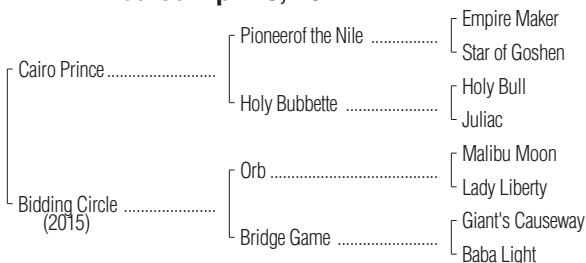 Empire Maker
Pioneerof the Nile ................
Star of Goshen
Cairo Prince ..........................
Holy Bull
Holy Bubbette ......................
Juliac
Malibu Moon
Orb ........................................
Lady Liberty
Bidding Circle ......................
(2015)
Giant's Causeway
Bridge Game ........................
Baba Light